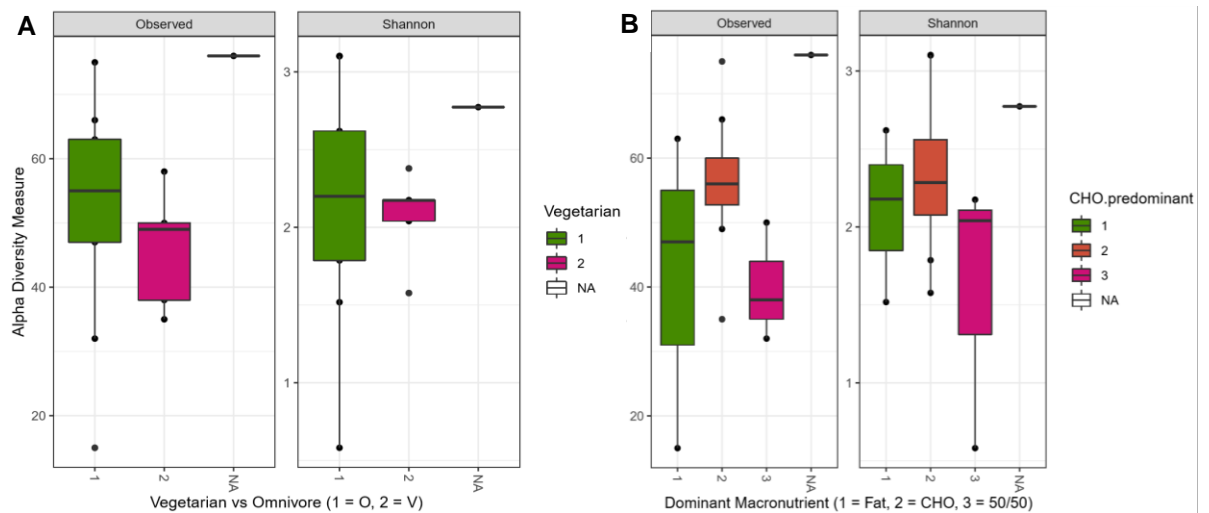 A
Observed
Shannon
Alpha Diversity Measure
60
40
20
3
2
1
1
2
NA
1
2
NA
Vegetarian vs Omnivore (1 = O, 2 = V)
Vegetarian
1
2
NA
B
Observed
Shannon
60
40
20
3
2
1
1
2
3
NA
1
2
3
NA
Dominant Macronutrient (1 = Fat, 2 = CHO, 3 = 50/50)
CHO.predominant
1
2
3
NA